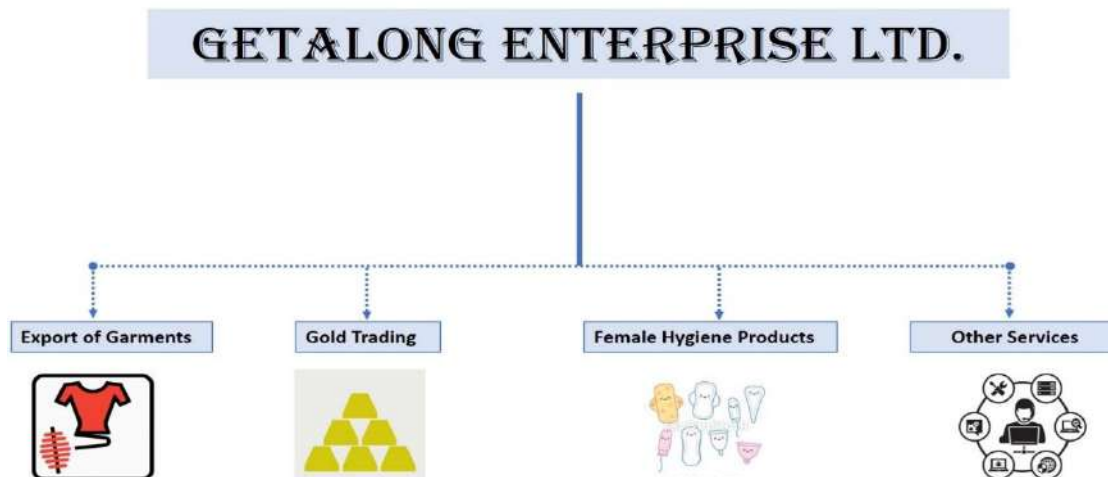 GETALONG ENTERPRISE LTD.
Export of Garments
Gold Trading
Female Hygiene Products
Other Services